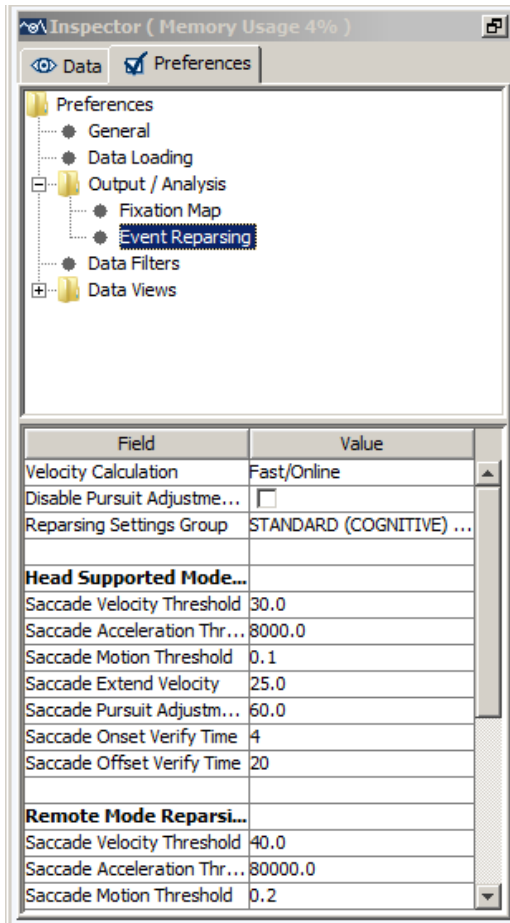 Inspector ( Memory Usage 4% )
Data Preferences
Preferences
General
Data Loading
Output / Analysis
Fixation Map
Event Reparsing
Data Filters
Data Views
Field Value
Velocity Calculation Fast/Online
Disable Pursuit Adjustme...
Reparsing Settings Group STANDARD (COGNITIVE) ...
Head Supported Mode...
Saccade Velocity Threshold 30.0
Saccade Acceleration Thr... 8000.0
Saccade Motion Threshold 0.1
Saccade Extend Velocity 25.0
Saccade Pursuit Adjustm... 60.0
Saccade Onset Verify Time 4
Saccade Offset Verify Time 20
Remote Mode Reparsi...
Saccade Velocity Threshold 40.0
Saccade Acceleration Thr... 80000.0
Saccade Motion Threshold 0.2